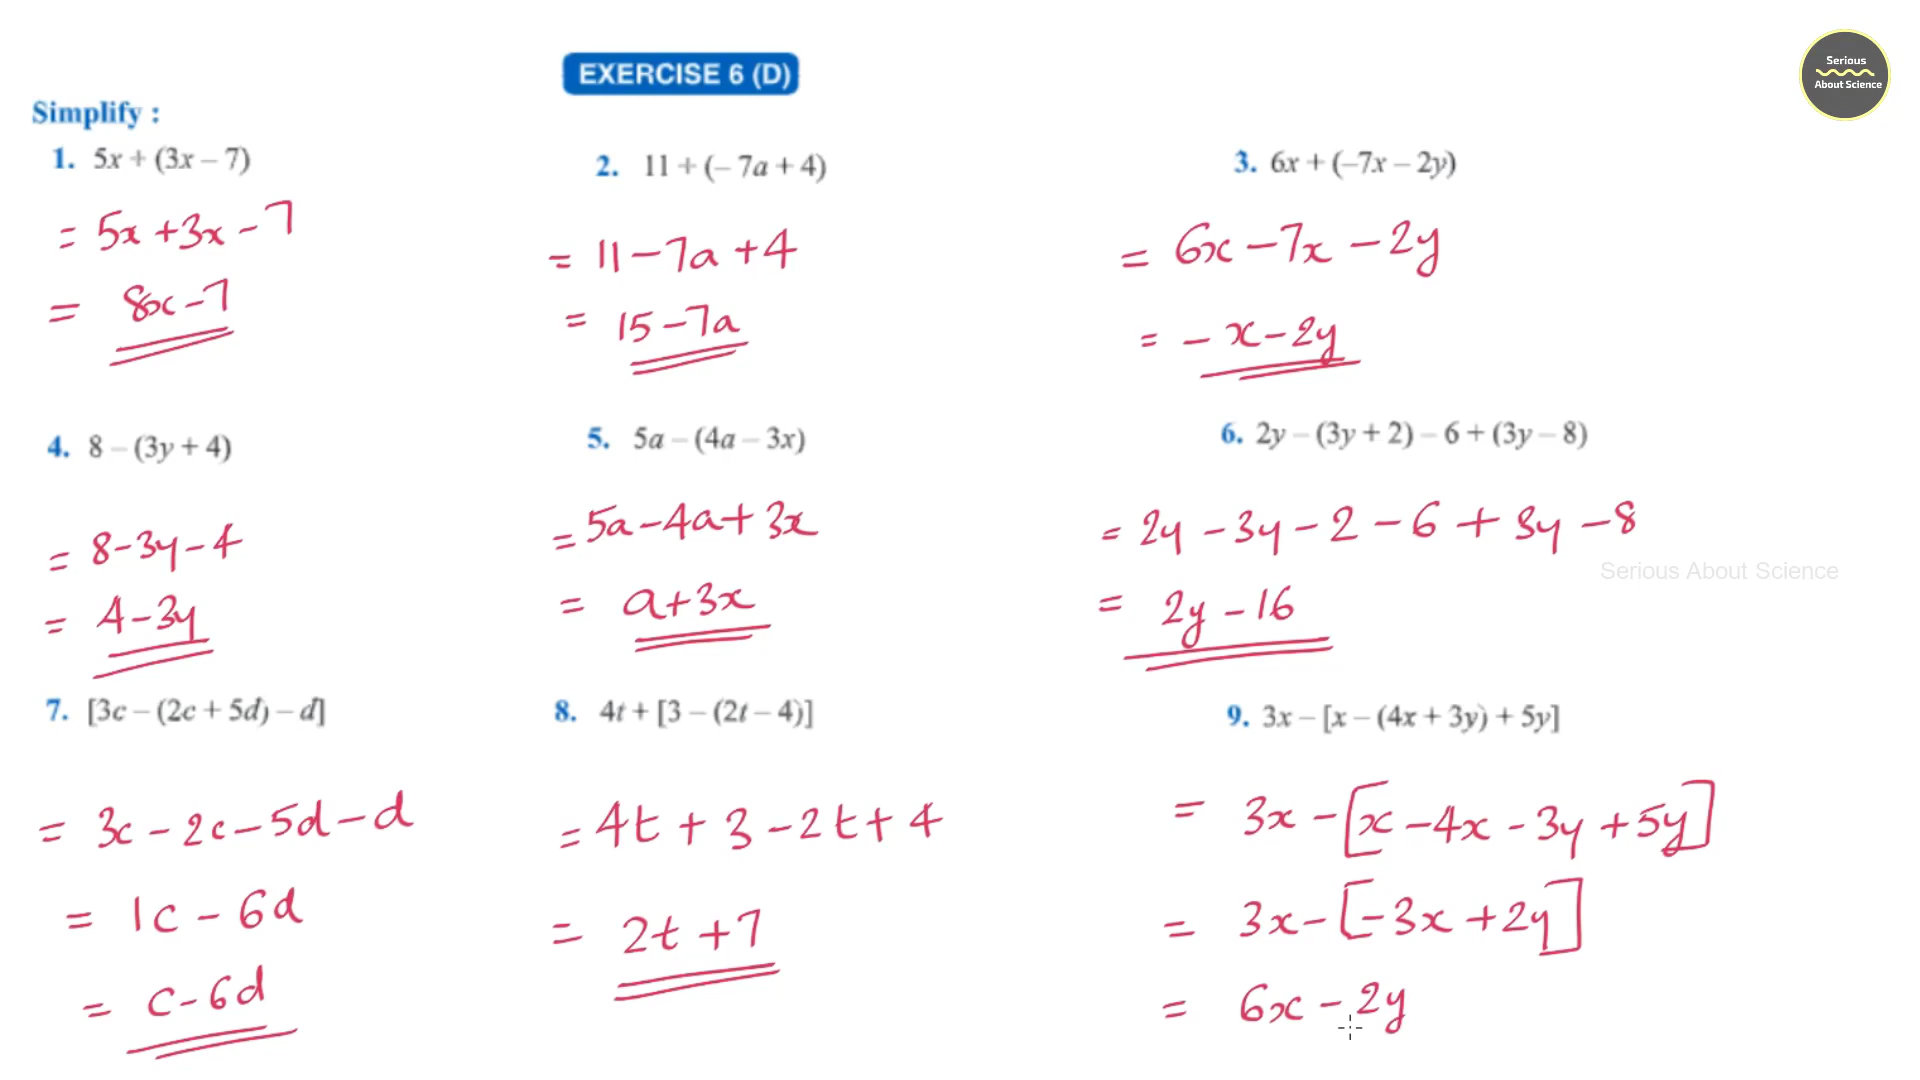 EXERCISE 6 (D)
Serious
About Science
Simplify :
1. 5x + (3x – 7)
= 5x + 3x - 7
= 8x - 7
2. 11 + (– 7a + 4)
= 11 - 7a + 4
= 15 - 7a
3. 6x + (–7x – 2y)
= 6x - 7x - 2y
= - x - 2y
4. 8 – (3y + 4)
= 8 - 3y - 4
= 4 - 3y
5. 5a – (4a – 3x)
= 5a - 4a + 3x
= a + 3x
6. 2y – (3y + 2) – 6 + (3y – 8)
= 2y - 3y - 2 - 6 + 3y - 8
= 2y - 16
Serious About Science
7. [3c – (2c + 5d) – d]
= 3c - 2c - 5d - d
= 1c - 6d
= c - 6d
8. 4t + [3 – (2t – 4)]
= 4t + 3 - 2t + 4
= 2t + 7
9. 3x – [x – (4x + 3y) + 5y]
= 3x - [x - 4x - 3y + 5y]
= 3x - [-3x + 2y]
= 6x - 2y